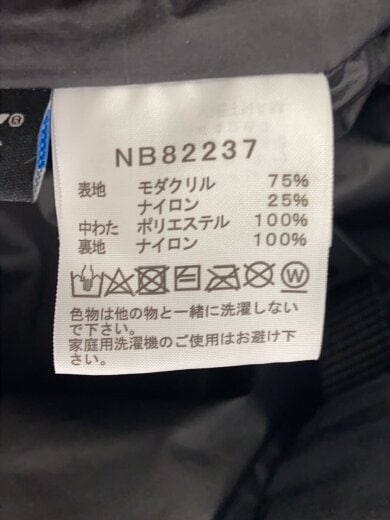 NB82237
表地 モダクリル 75%
ナイロン 25%
中わた ポリエステル 100%
裏地 ナイロン 100%
W
色物は他の物と一緒に洗濯しない
で下さい。
家庭用洗濯機のご使用はお避け下
さい。